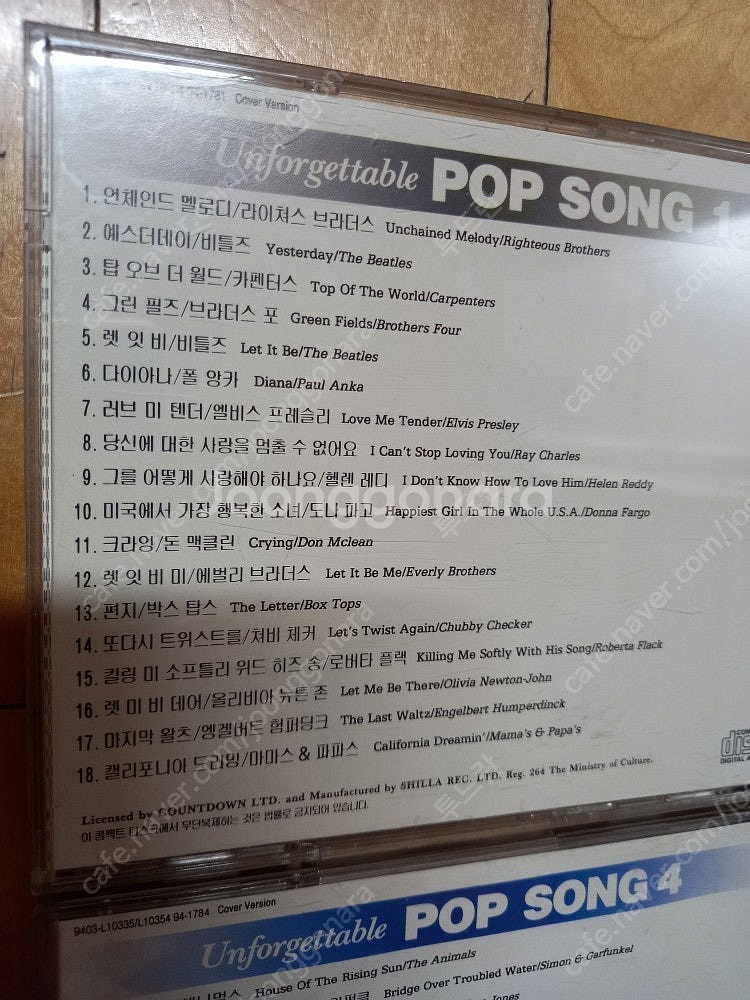 1781 Cover Version
Unforgettable POP SONG 1
1. 언체인드 멜로디/라이쳐스 브라더스 Unchained Melody/Righteous Brothers
2. 예스더데이/비틀즈 Yesterday/The Beatles
3. 탑 오브 더 월드/카펜터스 Top Of The World/Carpenters
4. 그린 필즈/브라더스 포 Green Fields/Brothers Four
5. 렛 잇 비/비틀즈 Let It Be/The Beatles
6. 다이아나/폴 앙카 Diana/Paul Anka
7. 러브 미 텐더/엘비스 프레슬리 Love Me Tender/Elvis Presley
8. 당신에 대한 사랑을 멈출 수 없어요 I Can't Stop Loving You/Ray Charles
9. 그를 어떻게 사랑해야 하나요/헬렌 레디 I Don't Know How To Love Him/Helen Reddy
10. 미국에서 가장 행복한 소녀/도나 파고 Happiest Girl In The Whole U.S.A./Donna Fargo
11. 크라잉/돈 맥클린 Crying/Don Mclean
12. 렛 잇 비 미/에벌리 브라더스 Let It Be Me/Everly Brothers
13. 편지/박스 탑스 The Letter/Box Tops
14. 또다시 트위스트를/쳐비 체커 Let's Twist Again/Chubby Checker
15. 킬링 미 소프틀리 위드 히즈 송/로버타 플랙 Killing Me Softly With His Song/Roberta Flack
16. 렛 미 비 데어/올리비아 뉴튼 존 Let Me Be There/Olivia Newton-John
17. 마지막 왈츠/엥겔버트 험퍼딩크 The Last Waltz/Engelbert Humperdinck
18. 캘리포니아 드리밍/마마스 & 파파스 California Dreamin'/Mama's & Papa's
Licensed by COUNTDOWN LTD. and Manufactured by SHILLA REC. LTD. Reg. 264 The Ministry of Culture.
이 콤팩트 디스크에서 무단복제하는 것은 법률로 금지되어 있습니다.
joonggonara
cafe.naver.com/joonggonara
투드라
9403-L10335/L10354 94-1784 Cover Version
Unforgettable POP SONG 4
House Of The Rising Sun/The Animals
Bridge Over Troubled Water/Simon & Garfunkel
Jones